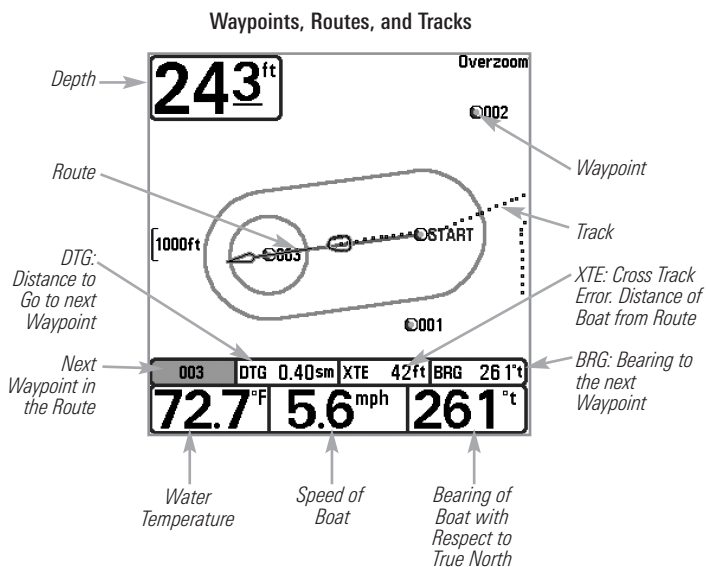 Waypoints, Routes, and Tracks
Depth
243ft
Overzoom
002
Waypoint
Route
Track
START
003
1000ft
DTG:
Distance to
Go to next
Waypoint
XTE: Cross Track
Error. Distance of
Boat from Route
001
Next
Waypoint in
the Route
003 DTG 0.40sm XTE 42ft BRG 261°t
BRG: Bearing to
the next
Waypoint
72.7°F 5.6mph 261°t
Water
Temperature
Speed of
Boat
Bearing of
Boat with
Respect to
True North